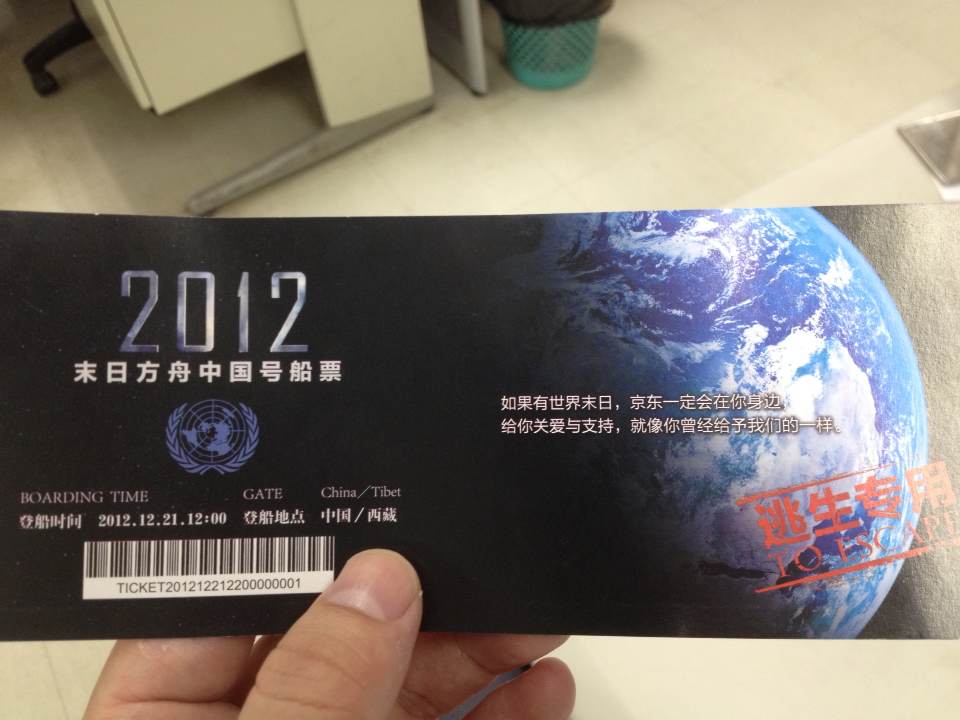 2012
末日方舟中国号船票
BOARDING TIME
GATE
China／Tibet
登船时间 2012.12.21.12:00 登船地点 中国／西藏
TICKET201212212200000001
如果有世界末日，京东一定会在你身边，
给你关爱与支持，就像你曾经给予我们的一样。
逃生专用
TO ESCAPE